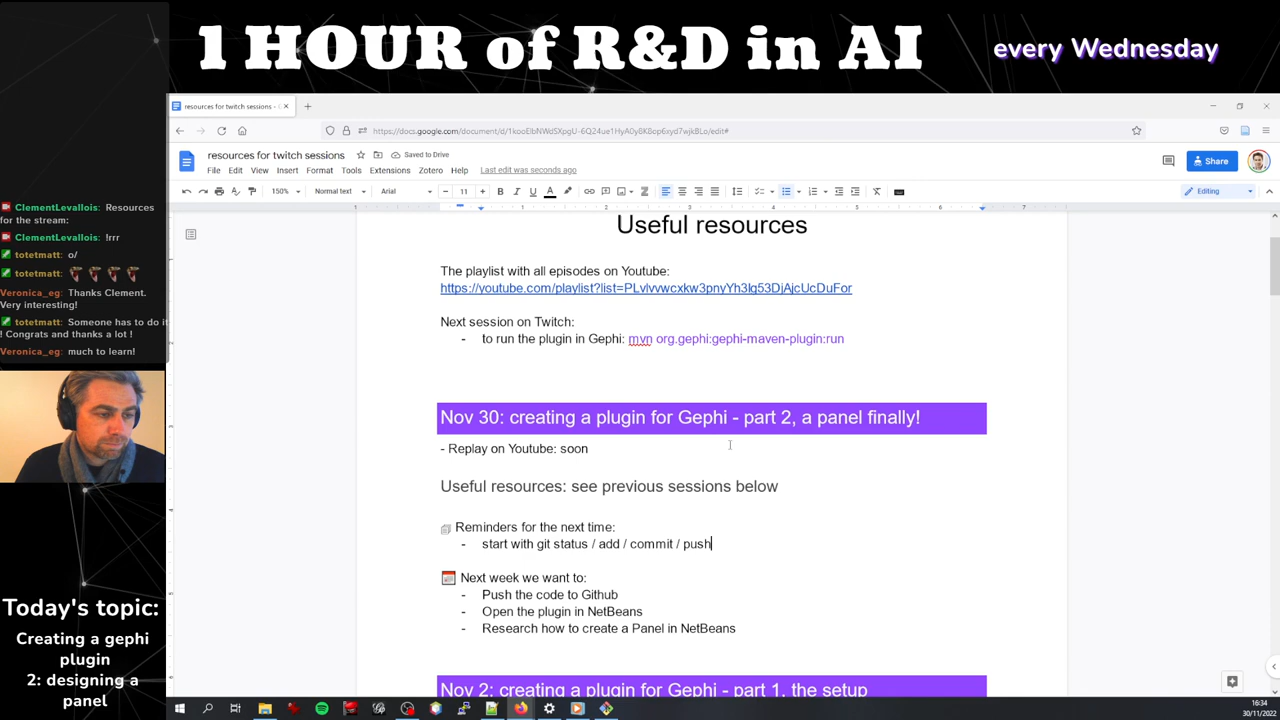 1 HOUR of R&D in AI
every Wednesday
ClementLevallois: Resources
for the stream:
ClementLevallois: !rrr
totetmatt: o/
totetmatt:
Veronica_eg: Thanks Clement.
Very interesting!
totetmatt: Someone has to do it
! Congrats and thanks a lot !
Veronica_eg: much to learn!
Today's topic:
Creating a gephi
plugin
2: designing a
panel
resources for twitch sessions -
resources for twitch sessions
Saved to Drive
File Edit View Insert Format Tools Extensions Zotero Help Last edit was seconds ago
Share
150% Normal text Arial 11 Editing
Useful resources
The playlist with all episodes on Youtube:
https://youtube.com/playlist?list=PLvlvvwcxkw3pnyYh3lq53DjAjcUcDuFor
Next session on Twitch:
- to run the plugin in Gephi: mvn org.gephi:gephi-maven-plugin:run
Nov 30: creating a plugin for Gephi - part 2, a panel finally!
- Replay on Youtube: soon
Useful resources: see previous sessions below
Reminders for the next time:
- start with git status / add / commit / push
Next week we want to:
- Push the code to Github
- Open the plugin in NetBeans
- Research how to create a Panel in NetBeans
Nov 2: creating a plugin for Gephi - part 1, the setup
16:34
30/11/2022